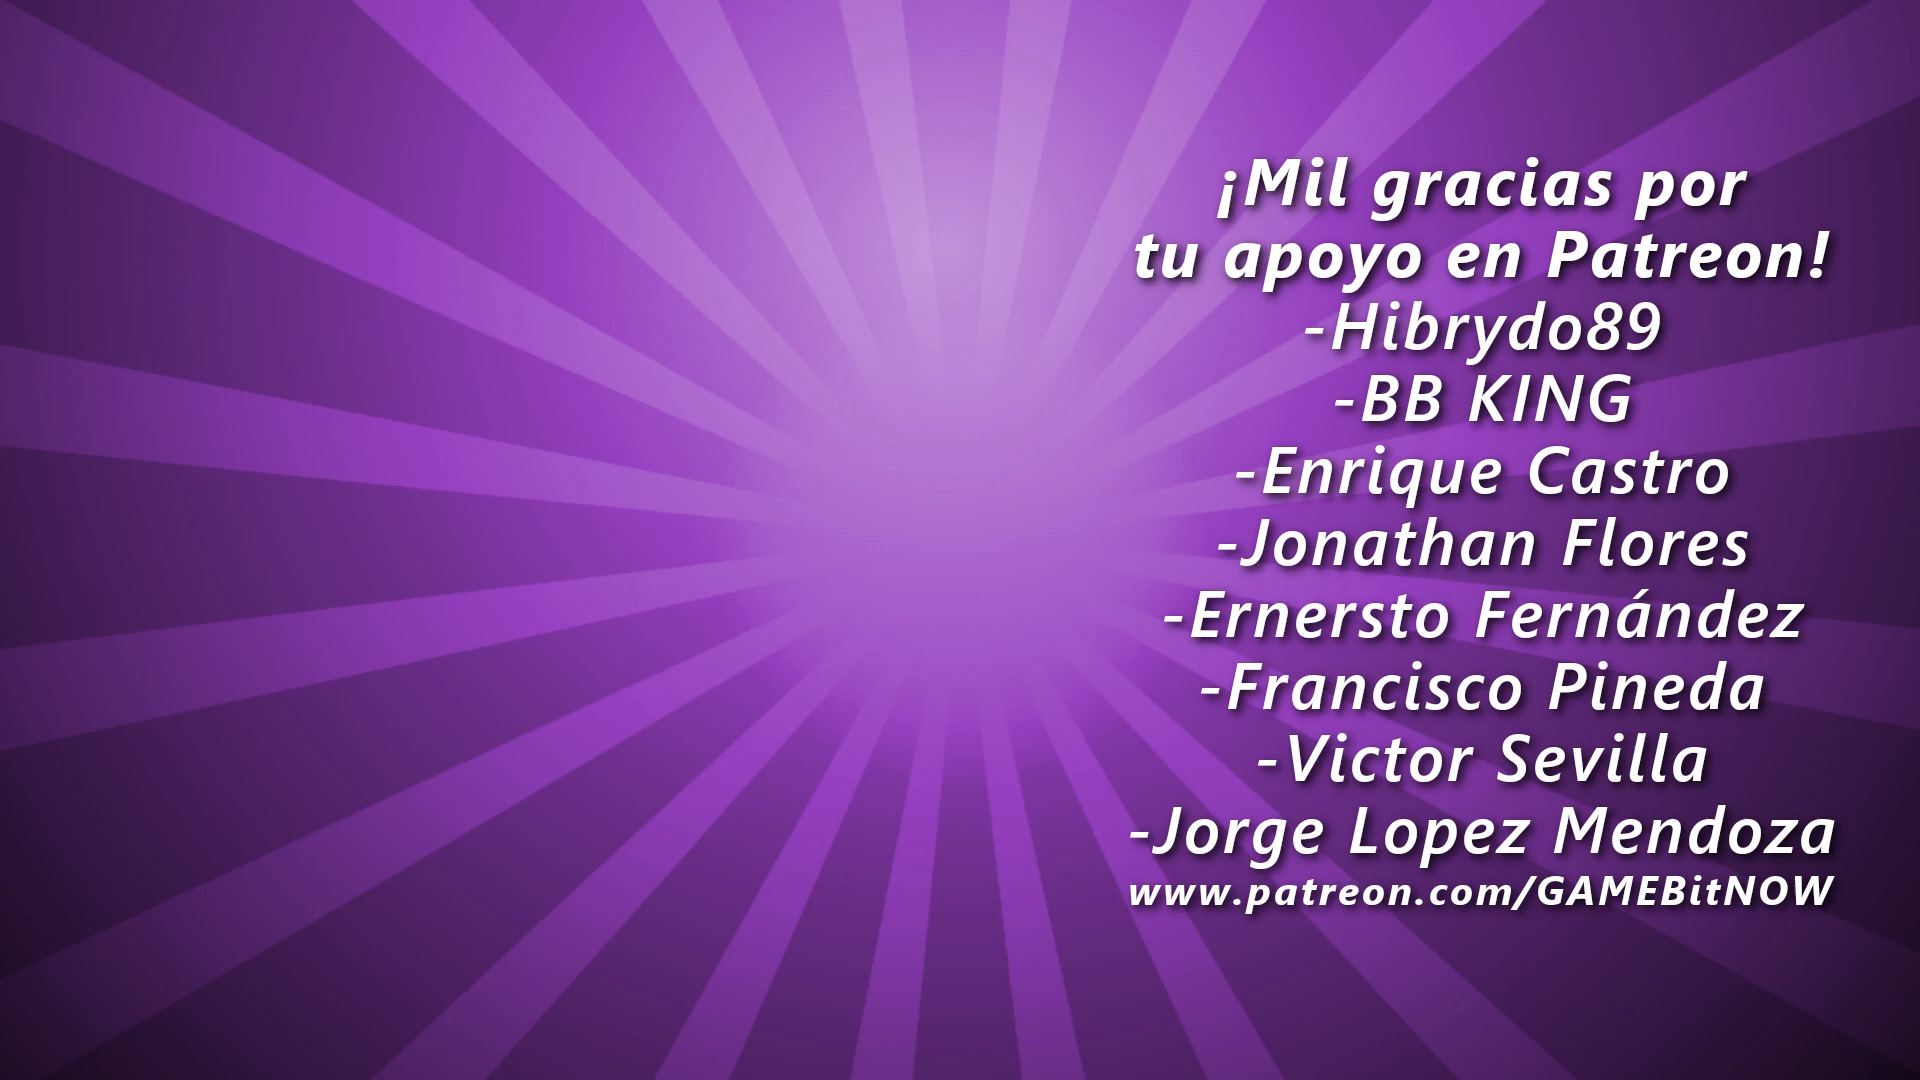 ¡Mil gracias por
tu apoyo en Patreon!
-Hibrydo89
-BB KING
-Enrique Castro
-Jonathan Flores
-Ernersto Fernández
-Francisco Pineda
-Victor Sevilla
-Jorge Lopez Mendoza
www.patreon.com/GAMEBitNOW